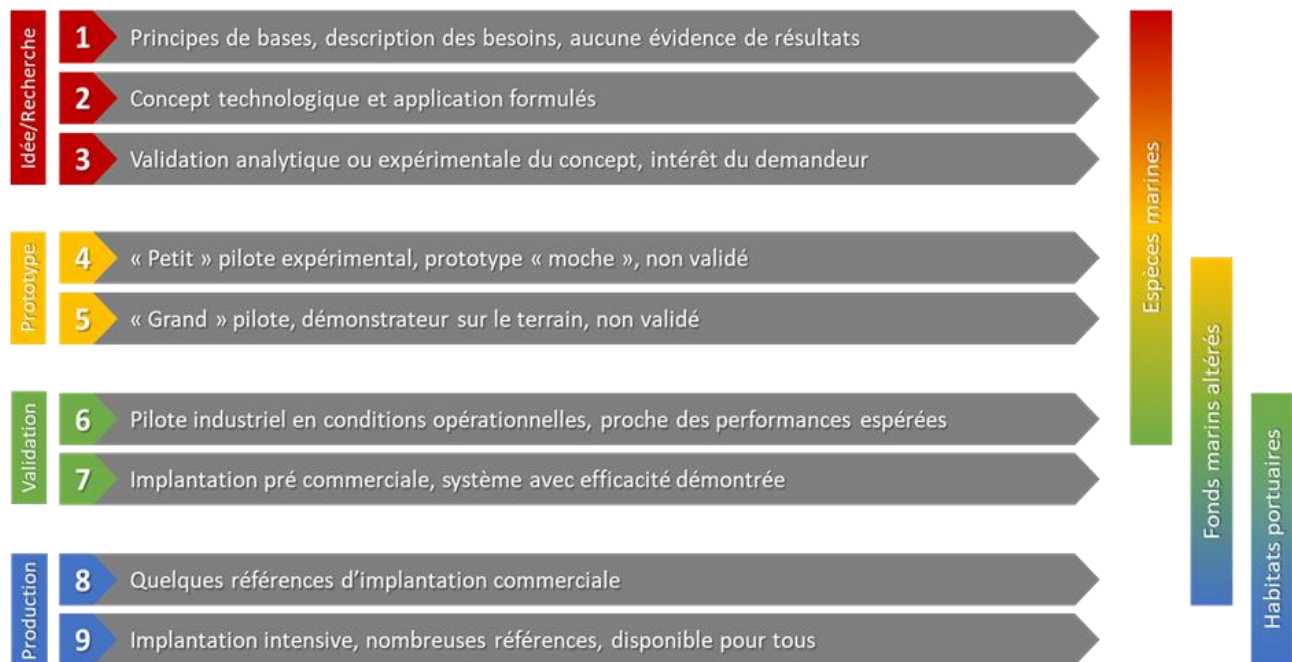 Idée/Recherche
1
Principes de bases, description des besoins, aucune évidence de résultats
2
Concept technologique et application formulés
3
Validation analytique ou expérimentale du concept, intérêt du demandeur
Prototype
4
« Petit » pilote expérimental, prototype « moche », non validé
5
« Grand » pilote, démonstrateur sur le terrain, non validé
Validation
6
Pilote industriel en conditions opérationnelles, proche des performances espérées
7
Implantation pré commerciale, système avec efficacité démontrée
Production
8
Quelques références d’implantation commerciale
9
Implantation intensive, nombreuses références, disponible pour tous
Espèces marines
Fonds marins altérés
Habitats portuaires